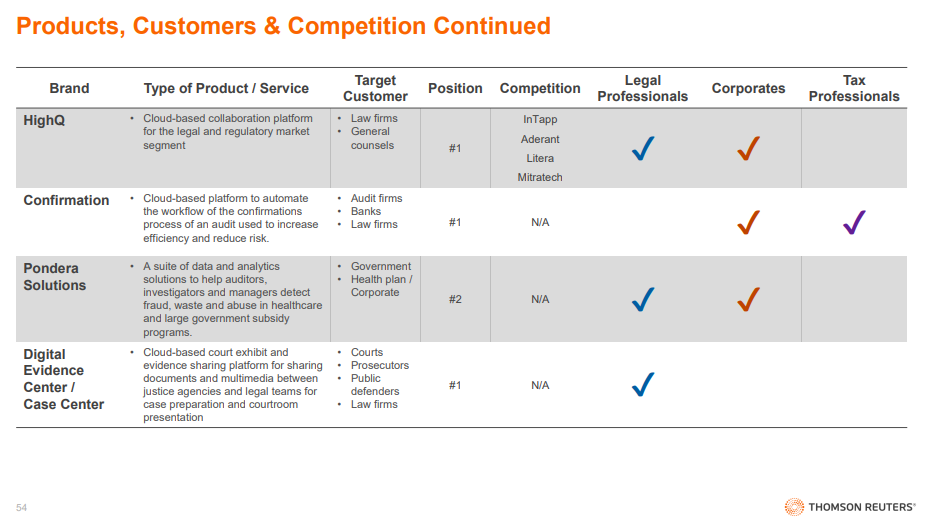 Products, Customers & Competition Continued
Brand
Type of Product / Service
Target
Customer
Position
Competition
Legal
Professionals
Corporates
Tax
Professionals
HighQ
• Cloud-based collaboration platform
for the legal and regulatory market
segment
• Law firms
• General
counsels
#1
InTapp
Aderant
Litera
Mitratech
Confirmation
• Cloud-based platform to automate
the workflow of the confirmations
process of an audit used to increase
efficiency and reduce risk.
• Audit firms
• Banks
• Law firms
#1
N/A
Pondera
Solutions
• A suite of data and analytics
solutions to help auditors,
investigators and managers detect
fraud, waste and abuse in healthcare
and large government subsidy
programs.
• Government
• Health plan /
Corporate
#2
N/A
Digital
Evidence
Center /
Case Center
• Cloud-based court exhibit and
evidence sharing platform for sharing
documents and multimedia between
justice agencies and legal teams for
case preparation and courtroom
presentation
• Courts
• Prosecutors
• Public
defenders
• Law firms
#1
N/A
54
THOMSON REUTERS®